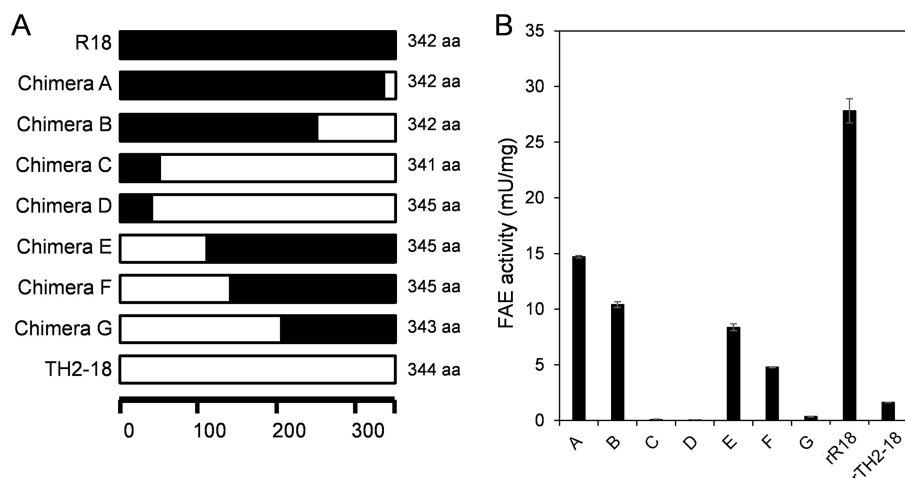 A
R18
342 aa
Chimera A
342 aa
Chimera B
342 aa
Chimera C
341 aa
Chimera D
345 aa
Chimera E
345 aa
Chimera F
345 aa
Chimera G
343 aa
TH2-18
344 aa
0 100 200 300
B
FAE activity (mU/mg)
35
30
25
20
15
10
5
0
A B C D E F G rR18 rTH2-18